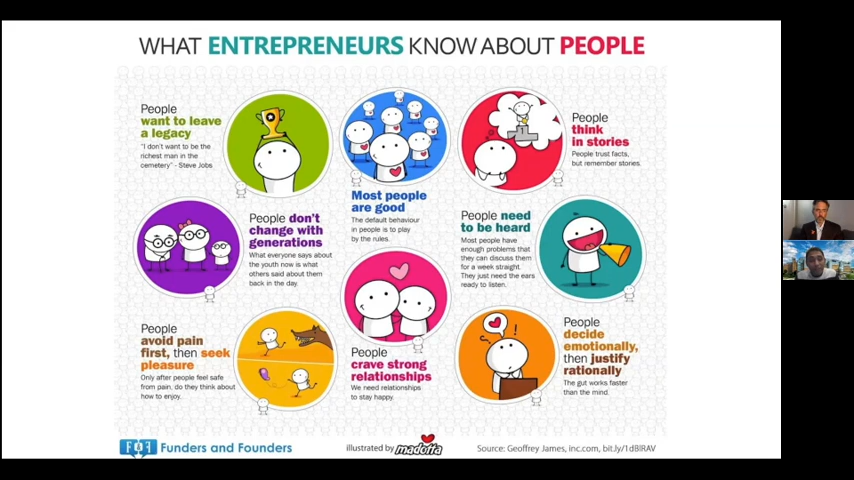 WHAT ENTREPRENEURS KNOW ABOUT PEOPLE
People
want to leave
a legacy
"I don't want to be the
richest man in the
cemetery" - Steve Jobs
Most people
are good
The default behaviour
in people is to play
by the rules.
1
People
think
in stories
People trust facts,
but remember stories.
People don't
change with
generations
What everyone says about
the youth now is what
others said about them
back in the day.
People need
to be heard
Most people have
enough problems that
they can discuss them
for a week straight.
They just need the ears
ready to listen.
People
avoid pain
first, then seek
pleasure
Only after people feel safe
from pain, do they think about
how to enjoy.
People
crave strong
relationships
We need relationships
to stay happy.
!
People
decide
emotionally,
then justify
rationally
The gut works faster
than the mind.
F&F Funders and Founders
illustrated by madotta
Source: Geoffrey James, inc.com, bit.ly/1d8lRAV